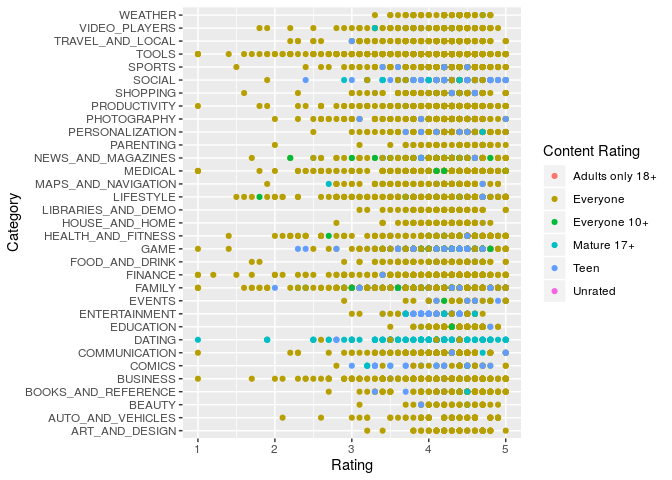 WEATHER
VIDEO_PLAYERS
TRAVEL_AND_LOCAL
TOOLS
SPORTS
SOCIAL
SHOPPING
PRODUCTIVITY
PHOTOGRAPHY
PERSONALIZATION
PARENTING
NEWS_AND_MAGAZINES
MEDICAL
MAPS_AND_NAVIGATION
LIFESTYLE
LIBRARIES_AND_DEMO
HOUSE_AND_HOME
HEALTH_AND_FITNESS
GAME
FOOD_AND_DRINK
FINANCE
FAMILY
EVENTS
ENTERTAINMENT
EDUCATION
DATING
COMMUNICATION
COMICS
BUSINESS
BOOKS_AND_REFERENCE
BEAUTY
AUTO_AND_VEHICLES
ART_AND_DESIGN
Category
1 2 3 4 5
Rating
Content Rating
Adults only 18+
Everyone
Everyone 10+
Mature 17+
Teen
Unrated